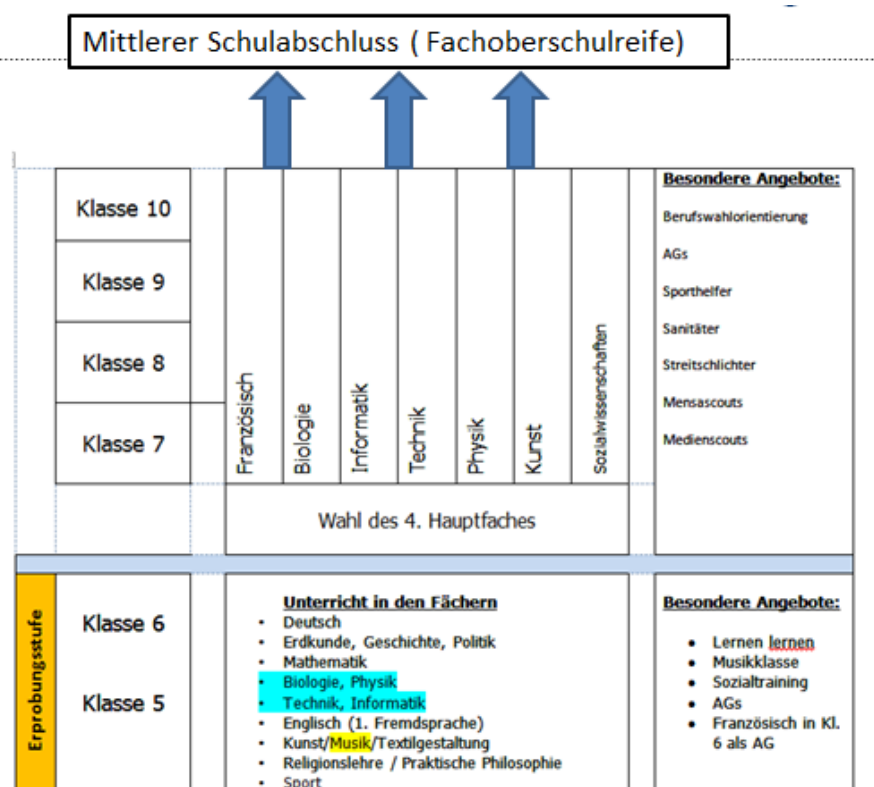 Mittlerer Schulabschluss ( Fachoberschulreife)
Klasse 10
Klasse 9
Klasse 8
Klasse 7
Französisch
Biologie
Informatik
Technik
Physik
Kunst
Sozialwissenschaften
Wahl des 4. Hauptfaches
Besondere Angebote:
Berufswahlorientierung
AGs
Sporthelfer
Sanitäter
Streitschlichter
Mensascouts
Medienscouts
Erprobungsstufe
Klasse 6
Klasse 5
Unterricht in den Fächern
• Deutsch
• Erdkunde, Geschichte, Politik
• Mathematik
• Biologie, Physik
• Technik, Informatik
• Englisch (1. Fremdsprache)
• Kunst/Musik/Textilgestaltung
• Religionslehre / Praktische Philosophie
• Sport
Besondere Angebote:
• Lernen lernen
• Musikklasse
• Sozialtraining
• AGs
• Französisch in Kl.
6 als AG